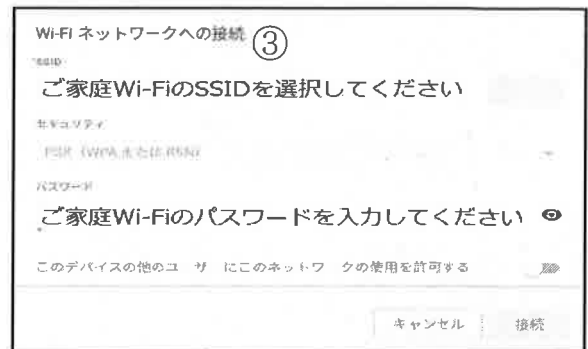 Wi-Fi ネットワークへの接続 ③
SSID
ご家庭Wi-FiのSSIDを選択してください
セキュリティ
PSK (WPA または RSN)
パスワード
ご家庭Wi-Fiのパスワードを入力してください
このデバイスの他のユーザーにこのネットワークの使用を許可する
キャンセル
接続